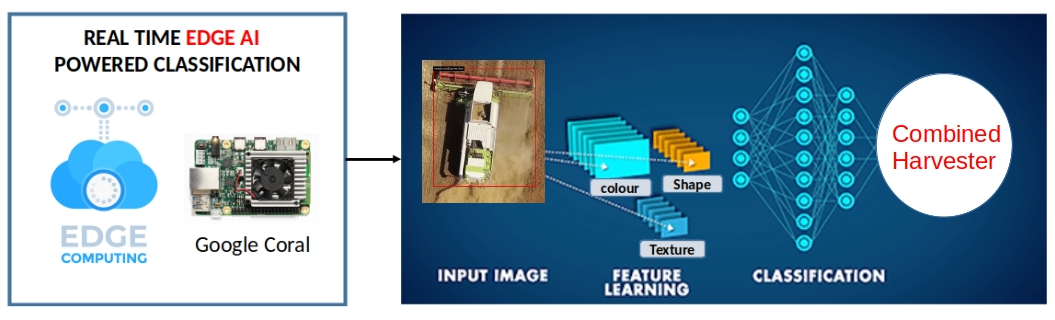 REAL TIME EDGE AI
POWERED CLASSIFICATION
EDGE
COMPUTING
Google Coral
colour
Shape
Texture
INPUT IMAGE
FEATURE
LEARNING
CLASSIFICATION
Combined
Harvester